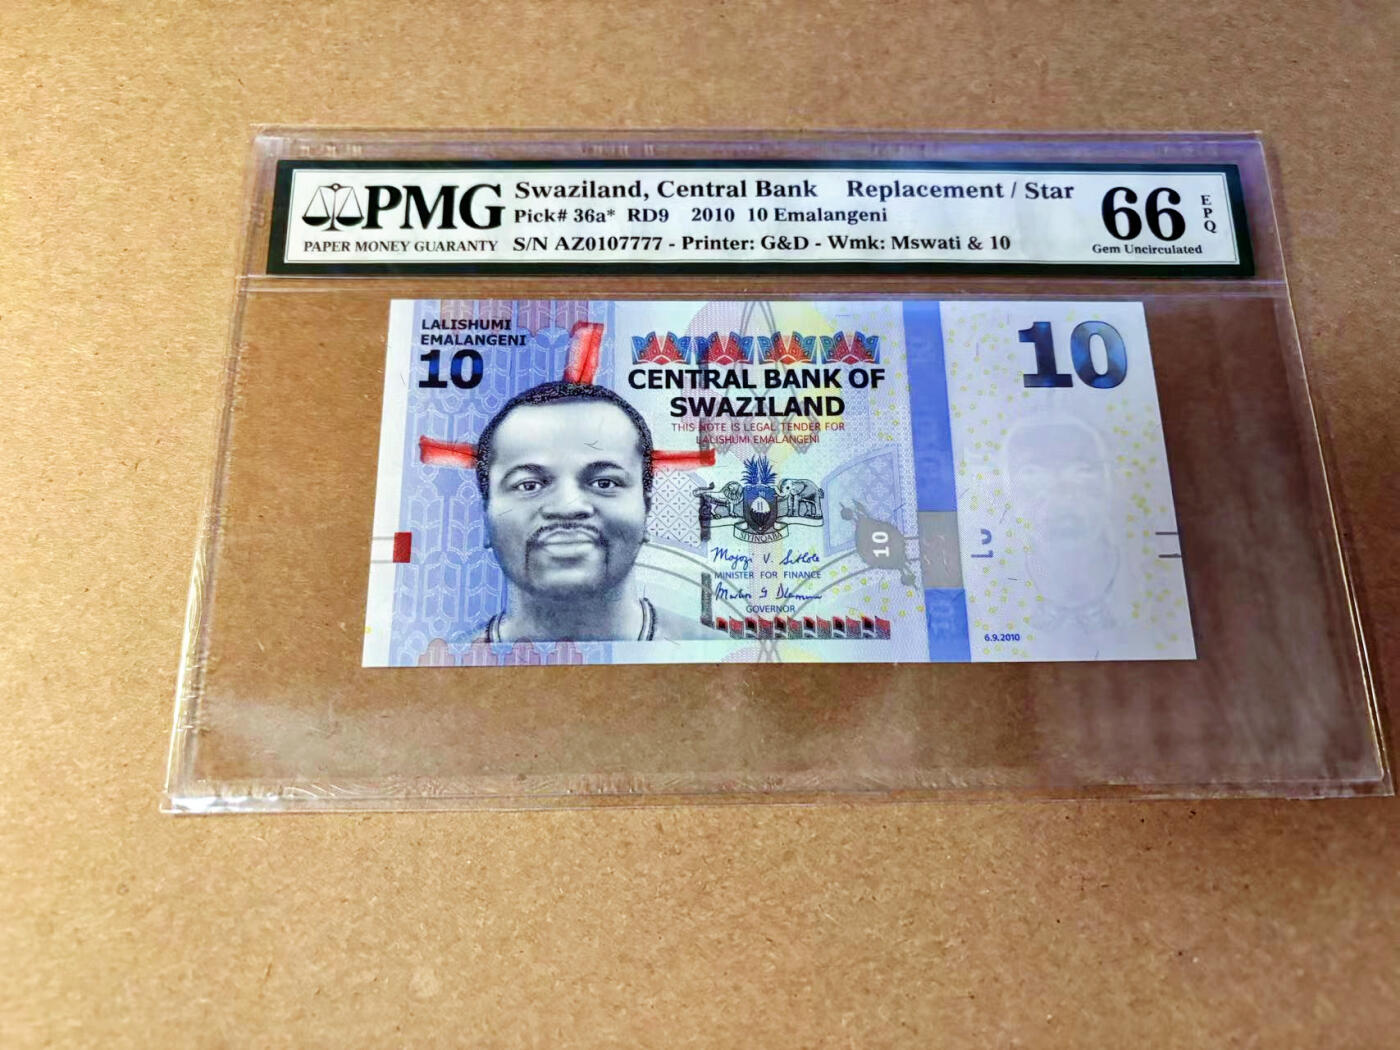 PMG
PAPER MONEY GUARANTY
Swaziland, Central Bank Replacement / Star
Pick# 36a* RD9 2010 10 Emalangeni
S/N AZ0107777 - Printer: G&D - Wmk: Mswati & 10
66
EPQ
Gem Uncirculated
LALISHUMI
EMALANGENI
10
CENTRAL BANK OF
SWAZILAND
THIS NOTE IS LEGAL TENDER FOR
LALISHUMI EMALANGENI
SIYINQABA
MINISTER FOR FINANCE
GOVERNOR
10
10
6.9.2010